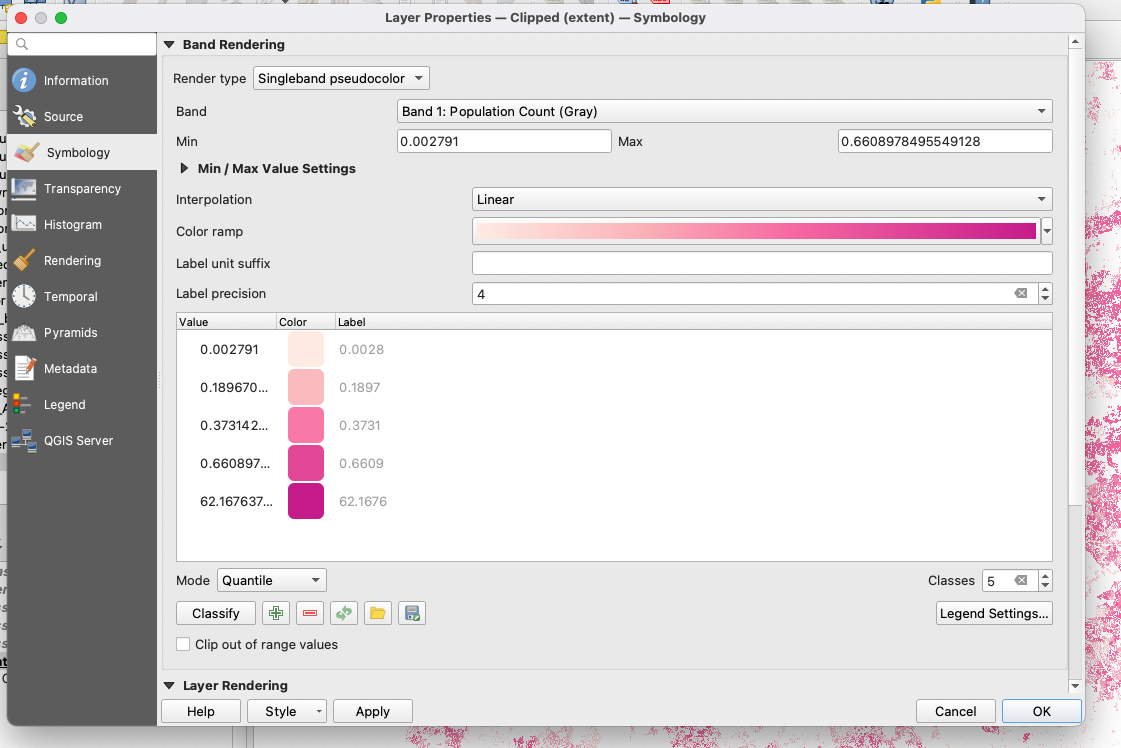 Layer Properties — Clipped (extent) — Symbology
Information
Source
Symbology
Transparency
Histogram
Rendering
Temporal
Pyramids
Metadata
Legend
QGIS Server
Band Rendering
Render type Singleband pseudocolor
Band Band 1: Population Count (Gray)
Min 0.002791 Max 0.6608978495549128
Min / Max Value Settings
Interpolation Linear
Color ramp
Label unit suffix
Label precision 4
Value Color Label
0.002791 0.0028
0.189670... 0.1897
0.373142... 0.3731
0.660897... 0.6609
62.167637... 62.1676
Mode Quantile Classes 5
Classify Legend Settings...
Clip out of range values
Layer Rendering
Help Style Apply Cancel OK